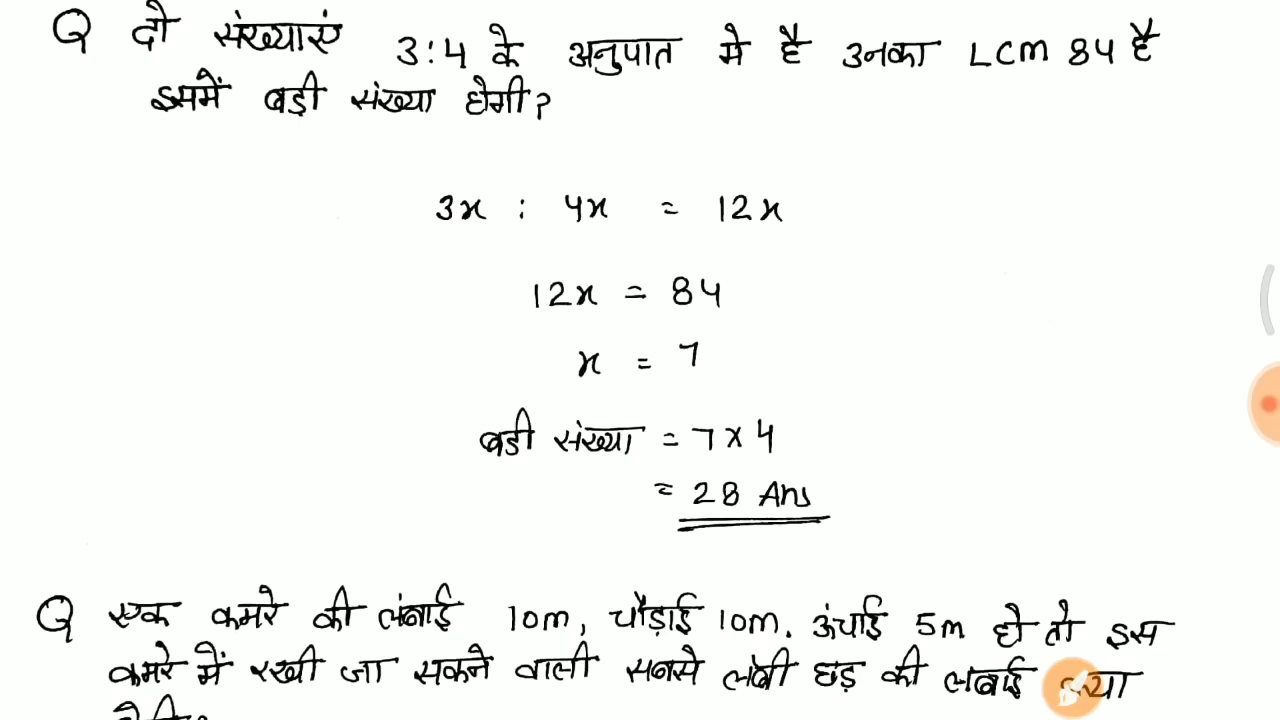 Q दो संख्याएं 3:4 के अनुपात मे है उनका LCM 84 है
इसमें बड़ी संख्या होगी?
3x : 4x = 12x
12x = 84
x = 7
बडी संख्या = 7 x 4
= 28 Ans
Q एक कमरे की लंबाई 10m, चौड़ाई 10m. ऊंचाई 5m हो तो इस
कमरे में रखी जा सकने वाली सबसे लंबी छड़ की लंबाई